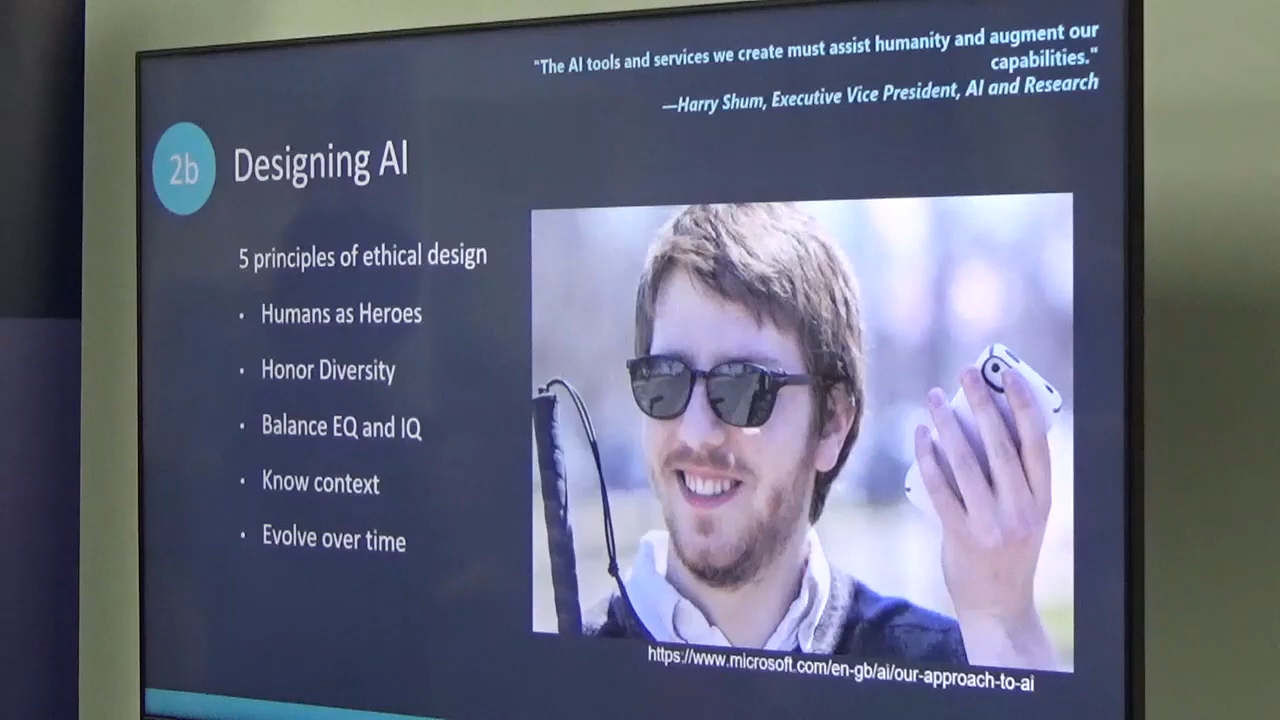 "The AI tools and services we create must assist humanity and augment our
capabilities."
—Harry Shum, Executive Vice President, AI and Research
2b
Designing AI
5 principles of ethical design
• Humans as Heroes
• Honor Diversity
• Balance EQ and IQ
• Know context
• Evolve over time
https://www.microsoft.com/en-gb/ai/our-approach-to-ai